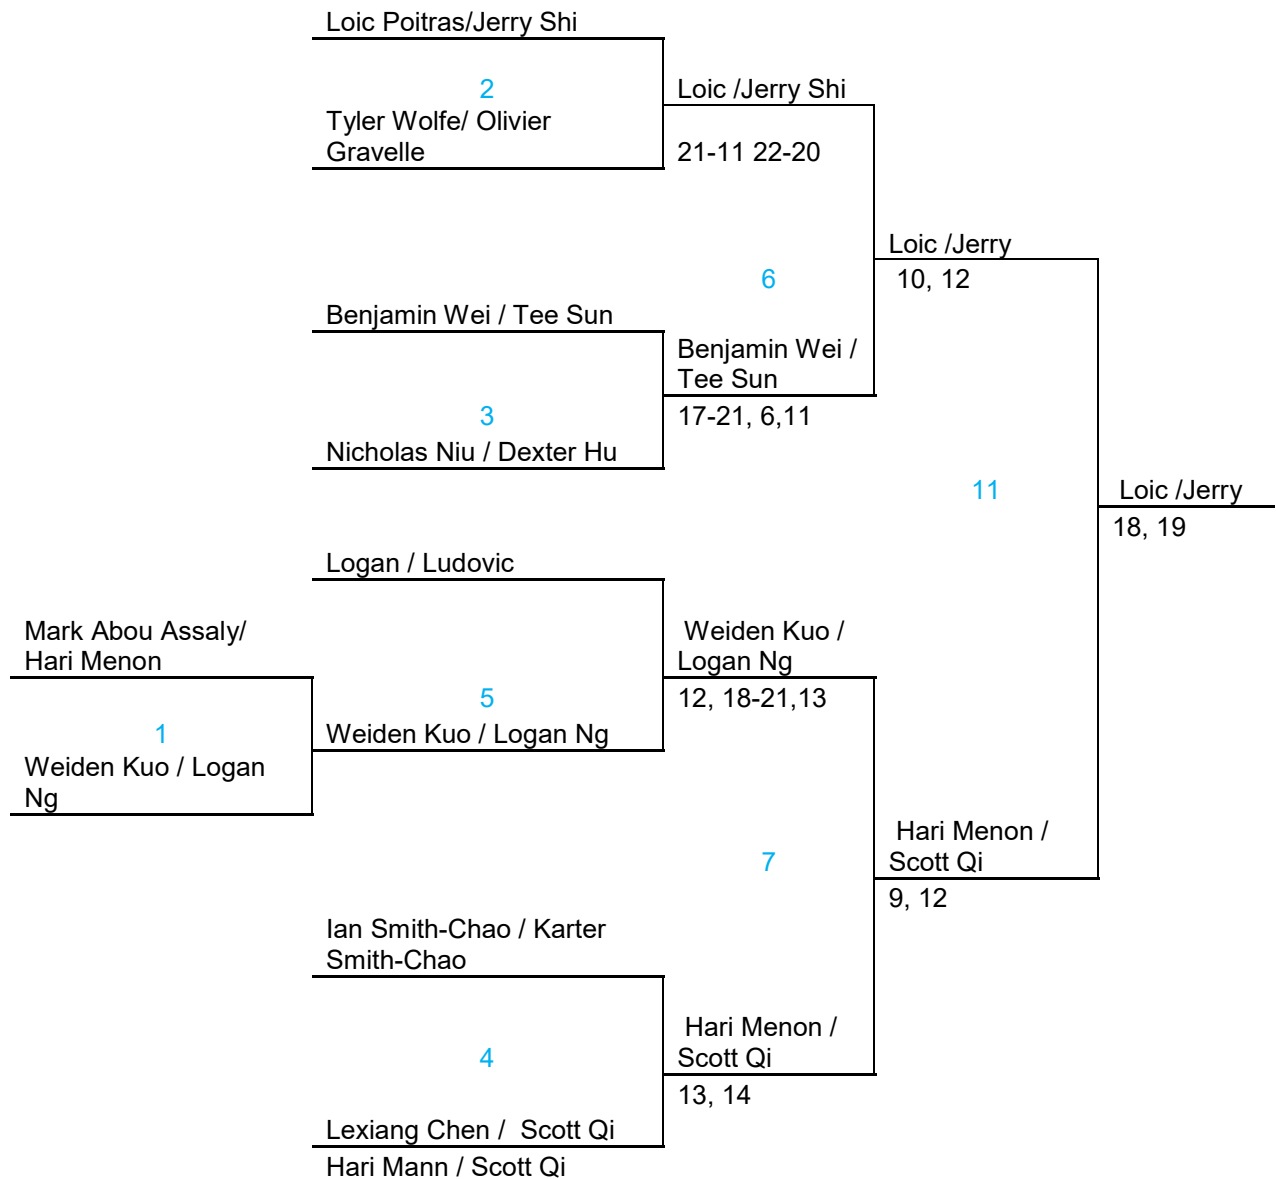 Loic Poitras/Jerry Shi
2
Tyler Wolfe/ Olivier
Gravelle
Loic /Jerry Shi
21-11 22-20
Loic /Jerry
10, 12
6
Benjamin Wei / Tee Sun
3
Nicholas Niu / Dexter Hu
Benjamin Wei /
Tee Sun
17-21, 6,11
11
Loic /Jerry
18, 19
Logan / Ludovic
Mark Abou Assaly/
Hari Menon
1
Weiden Kuo / Logan
Ng
5
Weiden Kuo / Logan Ng
Weiden Kuo /
Logan Ng
12, 18-21,13
7
Hari Menon /
Scott Qi
9, 12
Ian Smith-Chao / Karter
Smith-Chao
4
Lexiang Chen /  Scott Qi
Hari Mann / Scott Qi
Hari Menon /
Scott Qi
13, 14